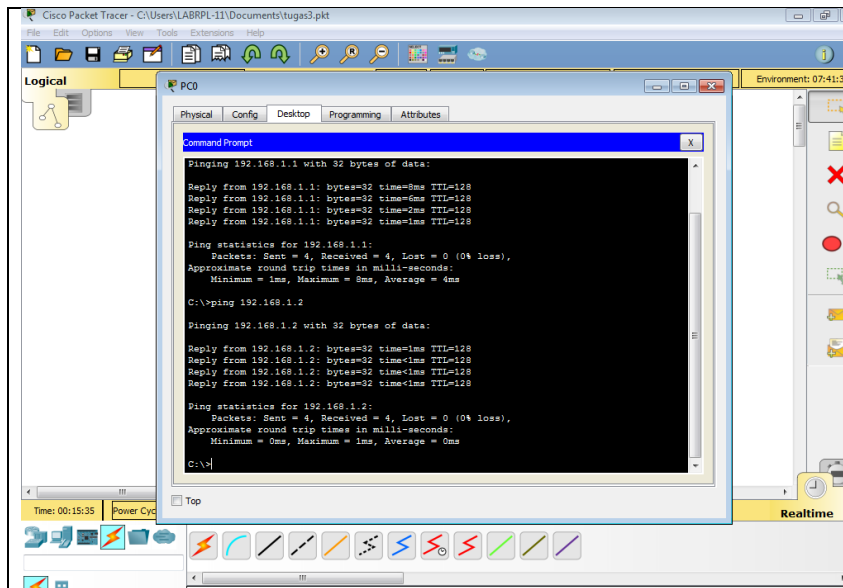 Cisco Packet Tracer - C:\Users\LABRPL-11\Documents\tugas3.pkt
File Edit Options View Tools Extensions Help
Logical
Environment: 07:41:3
PC0
Physical Config Desktop Programming Attributes
Command Prompt
X
Pinging 192.168.1.1 with 32 bytes of data:
Reply from 192.168.1.1: bytes=32 time=8ms TTL=128
Reply from 192.168.1.1: bytes=32 time=6ms TTL=128
Reply from 192.168.1.1: bytes=32 time=2ms TTL=128
Reply from 192.168.1.1: bytes=32 time=1ms TTL=128
Ping statistics for 192.168.1.1:
Packets: Sent = 4, Received = 4, Lost = 0 (0% loss),
Approximate round trip times in milli-seconds:
Minimum = 1ms, Maximum = 8ms, Average = 4ms
C:\>ping 192.168.1.2
Pinging 192.168.1.2 with 32 bytes of data:
Reply from 192.168.1.2: bytes=32 time=1ms TTL=128
Reply from 192.168.1.2: bytes=32 time<1ms TTL=128
Reply from 192.168.1.2: bytes=32 time<1ms TTL=128
Reply from 192.168.1.2: bytes=32 time<1ms TTL=128
Ping statistics for 192.168.1.2:
Packets: Sent = 4, Received = 4, Lost = 0 (0% loss),
Approximate round trip times in milli-seconds:
Minimum = 0ms, Maximum = 1ms, Average = 0ms
C:\>
Top
Time: 00:15:35 Power Cyc
Realtime